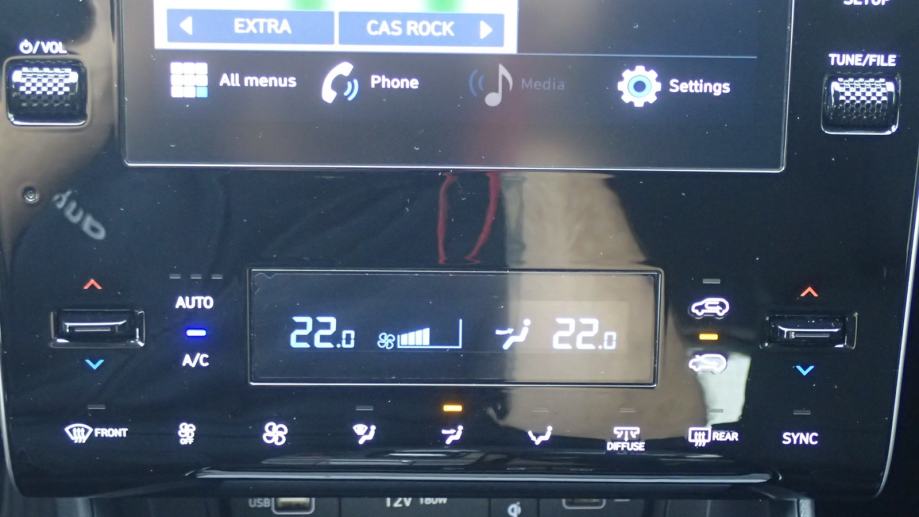 SETUP
EXTRA CAS ROCK
⏻/VOL
TUNE/FILE
All menus Phone Media Settings
AUTO
22.0 22.0
A/C
FRONT OFF DIFFUSE REAR SYNC
USB 12V 180W